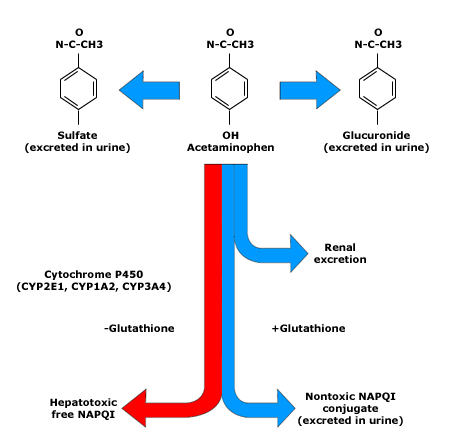 O
N-C-CH3
O
N-C-CH3
O
N-C-CH3
Sulfate
(excreted in urine)
OH
Acetaminophen
Glucuronide
(excreted in urine)
Renal
excretion
Cytochrome P450
(CYP2E1, CYP1A2, CYP3A4)
-Glutathione
+Glutathione
Hepatotoxic
free NAPQI
Nontoxic NAPQI
conjugate
(excreted in urine)